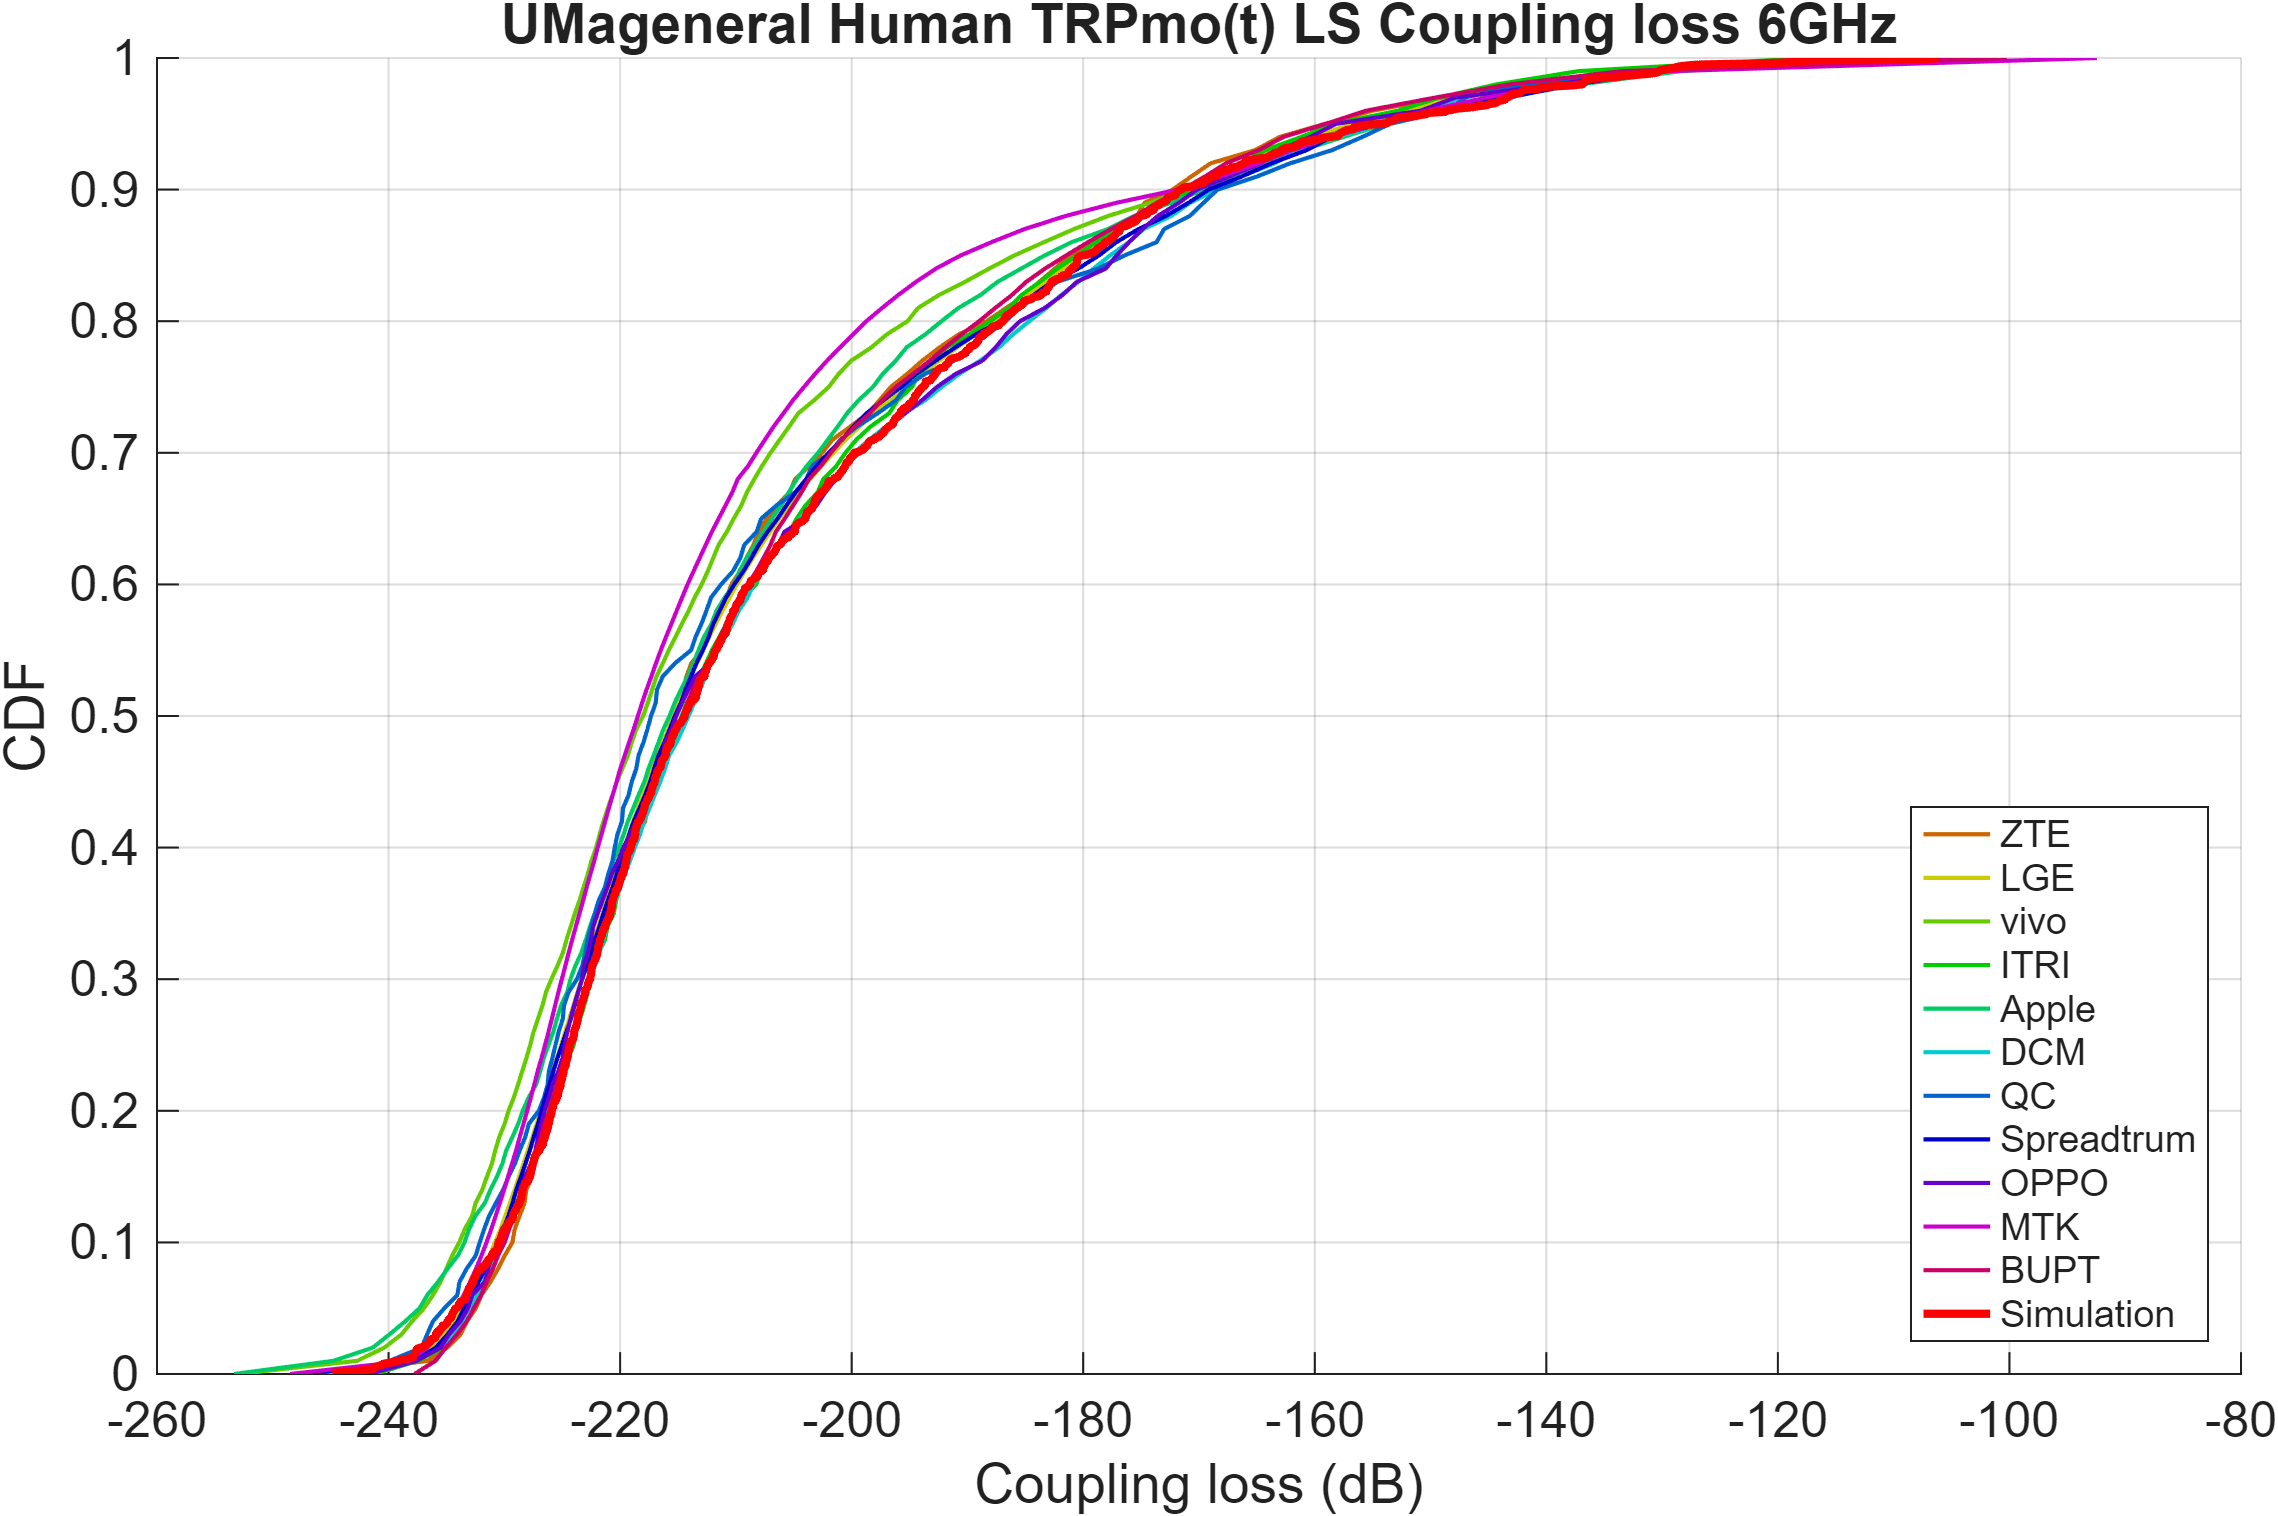 UMageneral Human TRPmo(t) LS Coupling loss 6GHz
1
0.9
0.8
0.7
0.6
0.5
0.4
0.3
0.2
0.1
0
CDF
-260 -240 -220 -200 -180 -160 -140 -120 -100 -80
Coupling loss (dB)
ZTE
LGE
vivo
ITRI
Apple
DCM
QC
Spreadtrum
OPPO
MTK
BUPT
Simulation